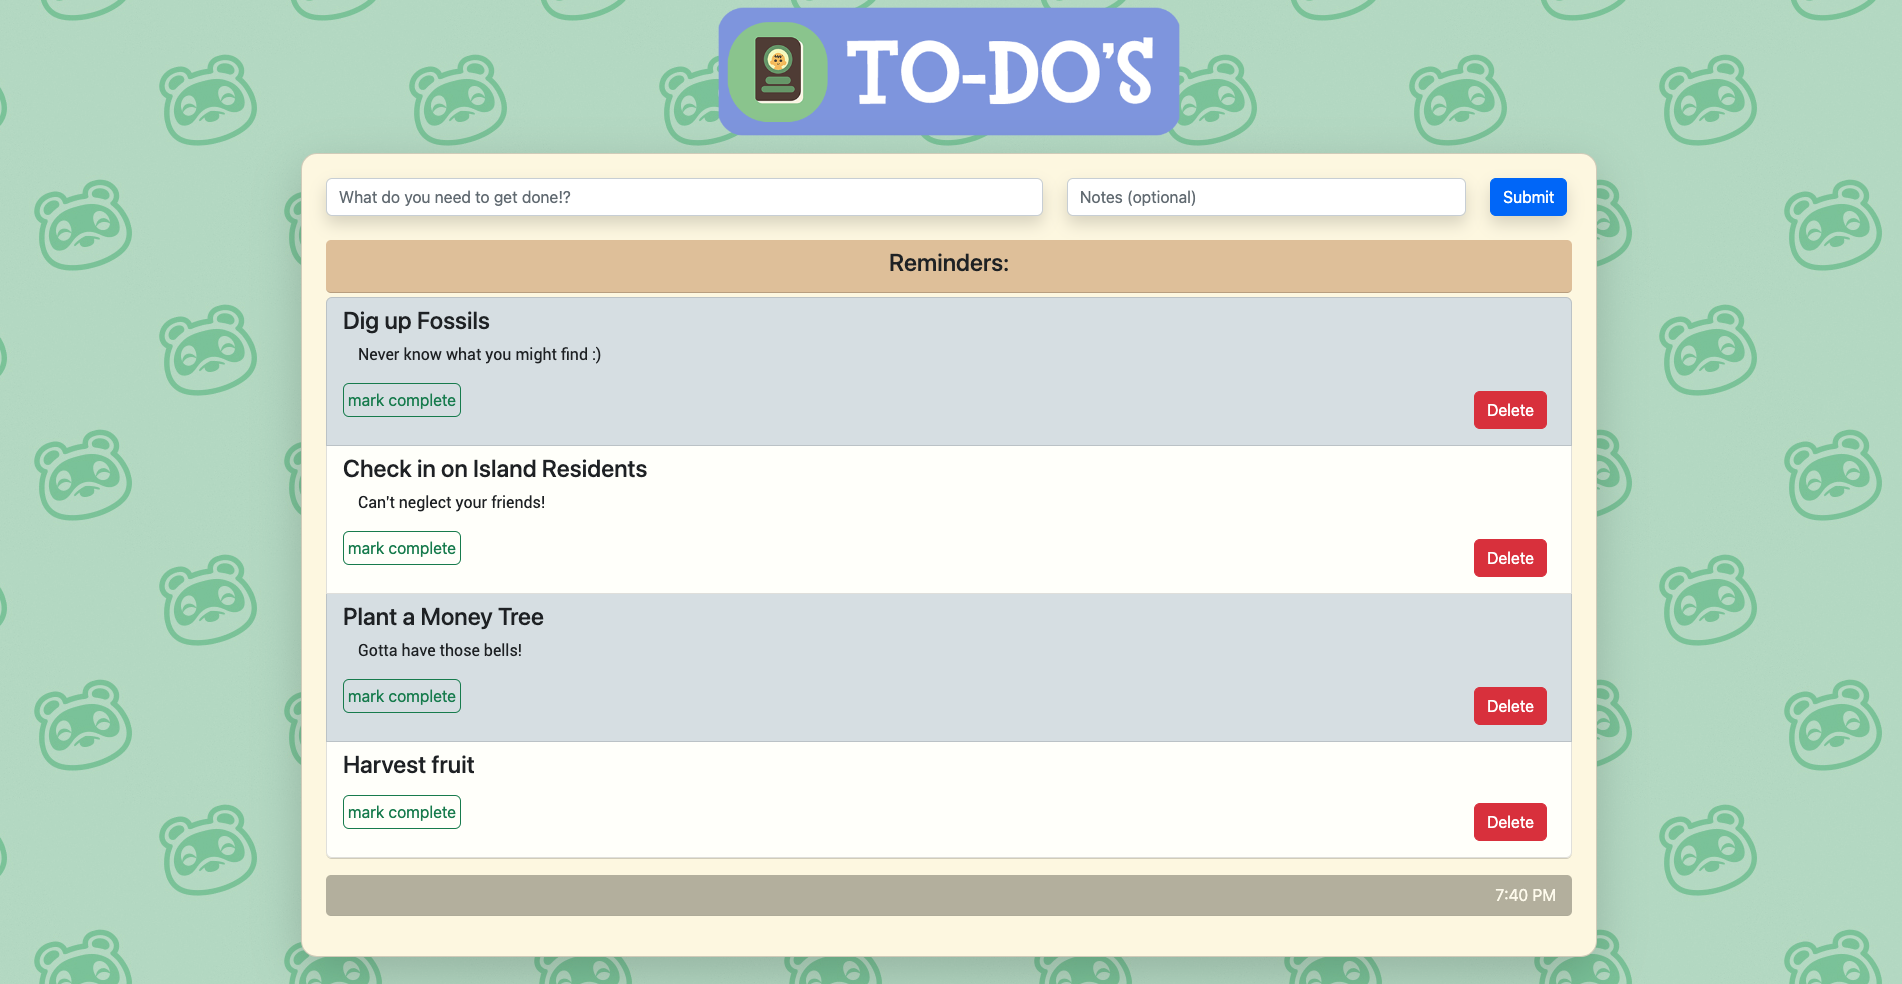 TO-DO'S
What do you need to get done!?
Notes (optional)
Submit
Reminders:
Dig up Fossils
Never know what you might find :)
mark complete
Delete
Check in on Island Residents
Can't neglect your friends!
mark complete
Delete
Plant a Money Tree
Gotta have those bells!
mark complete
Delete
Harvest fruit
mark complete
Delete
7:40 PM